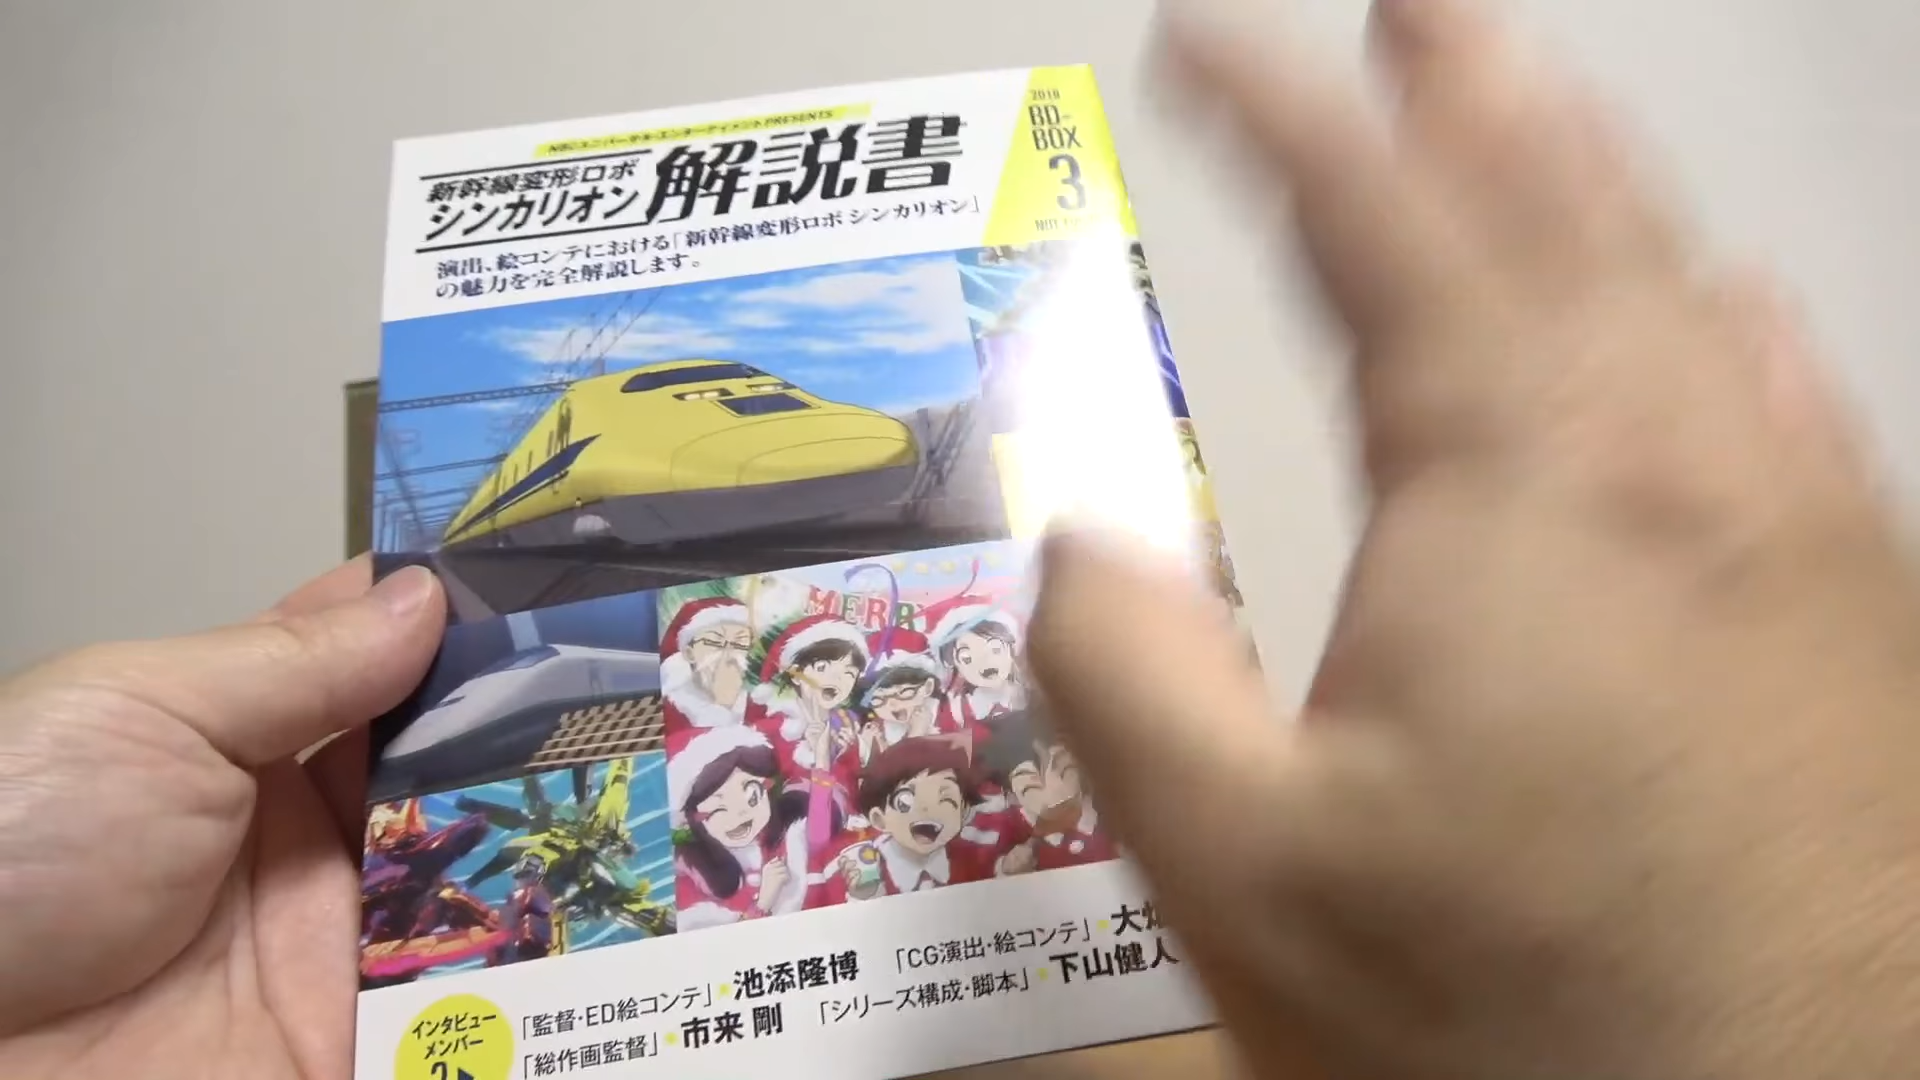 NBCユニバーサル・エンターテイメントPRESENTS
新幹線変形ロボ
シンカリオン
解説書
2018
BD-
BOX
3
演出、絵コンテにおける「新幹線変形ロボ シンカリオン」
の魅力を完全解説します。
MERRY
インタビュー
メンバー
「監督・ED絵コンテ」・池添隆博
「CG演出・絵コンテ」・大畑
「総作画監督」・市来 剛
「シリーズ構成・脚本」・下山健人